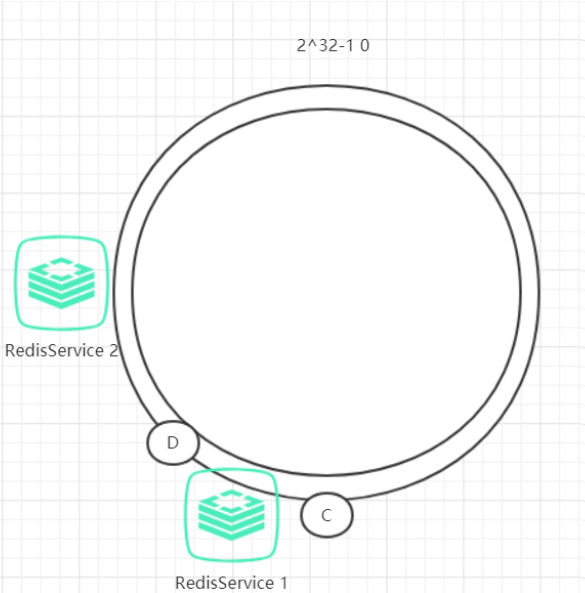 2^32-1 0
RedisService 2
D
C
RedisService 1